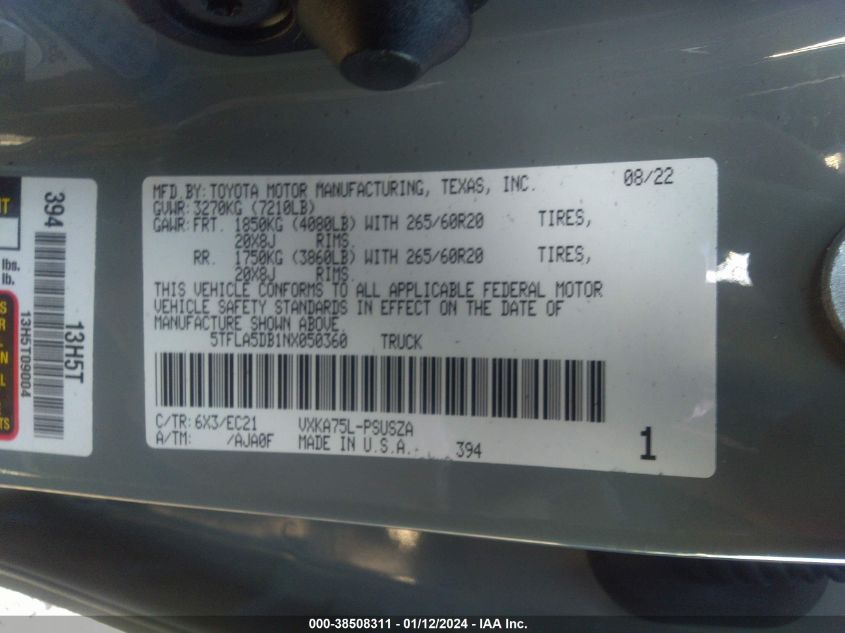 MFD.BY:TOYOTA MOTOR MANUFACTURING, TEXAS, INC. 08/22
GVWR:3270KG (7210LB)
GAWR:FRT. 1850KG (4080LB) WITH 265/60R20 TIRES,
20X8J RIMS.
RR. 1750KG (3860LB) WITH 265/60R20 TIRES,
20X8J RIMS.
THIS VEHICLE CONFORMS TO ALL APPLICABLE FEDERAL MOTOR
VEHICLE SAFETY STANDARDS IN EFFECT ON THE DATE OF
MANUFACTURE SHOWN ABOVE.
5TFLA5DB1NX050360 TRUCK
C/TR:6X3/EC21 VXKA75L-PSUSZA
A/TM: /AJA0F MADE IN U.S.A. 394
1
394
13H5T
13H5T09004
lbs.
lb.
000-38508311 - 01/12/2024 - IAA Inc.